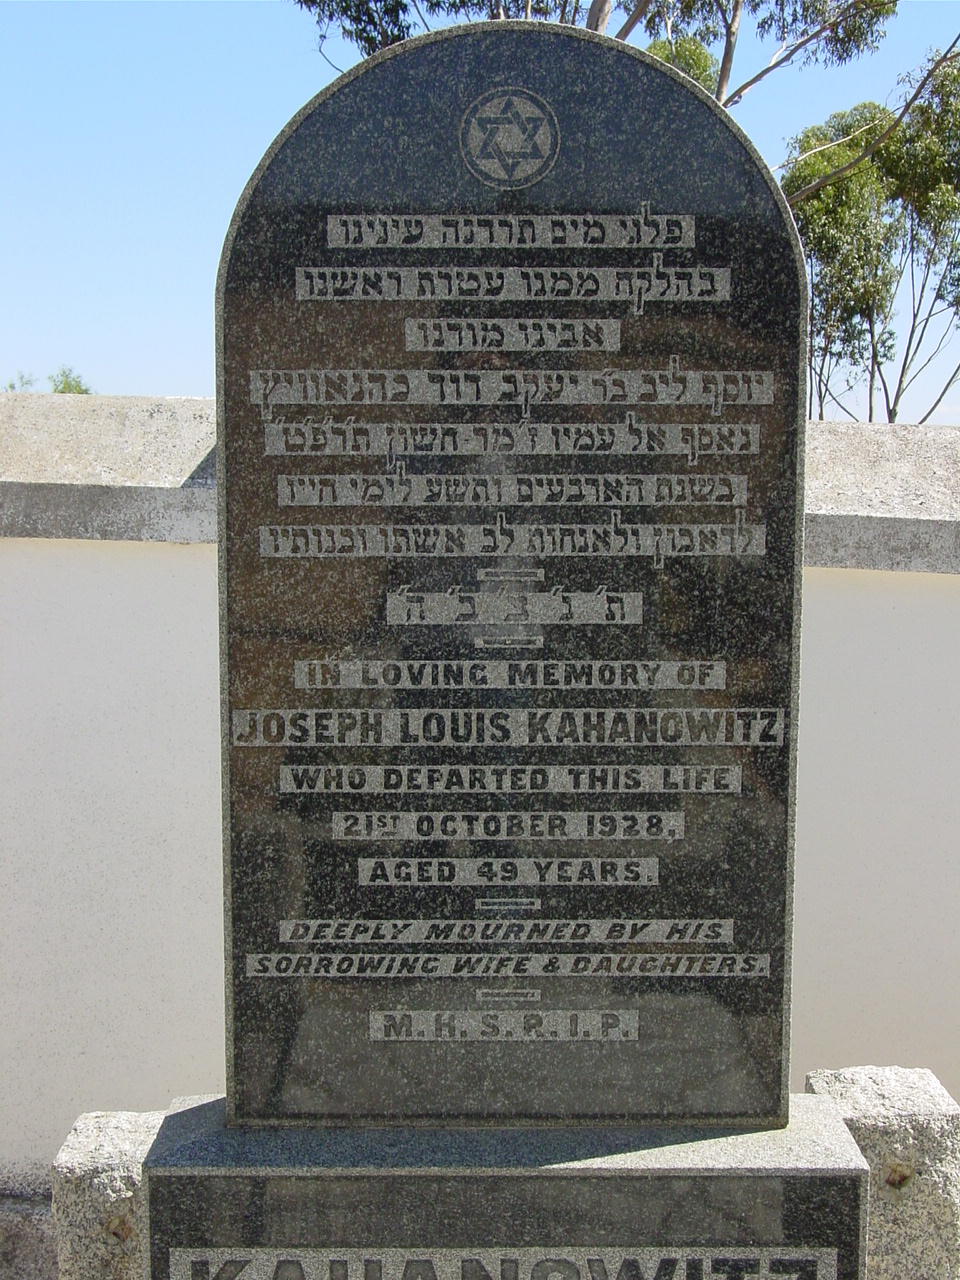 פלגי מים תרדנה עינינו
בהלקח ממנו עטרת ראשנו
אבינו מורנו
יוסף ליב ב״ר יעקב דוד כהנאוויץ
נאסף אל עמיו ז׳ מר-חשון תרפ״ט
בשנת הארבעים ותשע לימי חייו
לדאבון ולאנחות לב אשתו ובנותיו
ת׳ נ׳ צ׳ ב׳ ה׳
IN LOVING MEMORY OF
JOSEPH LOUIS KAHANOWITZ
WHO DEPARTED THIS LIFE
21ST OCTOBER 1928,
AGED 49 YEARS.
DEEPLY MOURNED BY HIS
SORROWING WIFE & DAUGHTERS.
M.H.S.R.I.P.
KAHANOWITZ